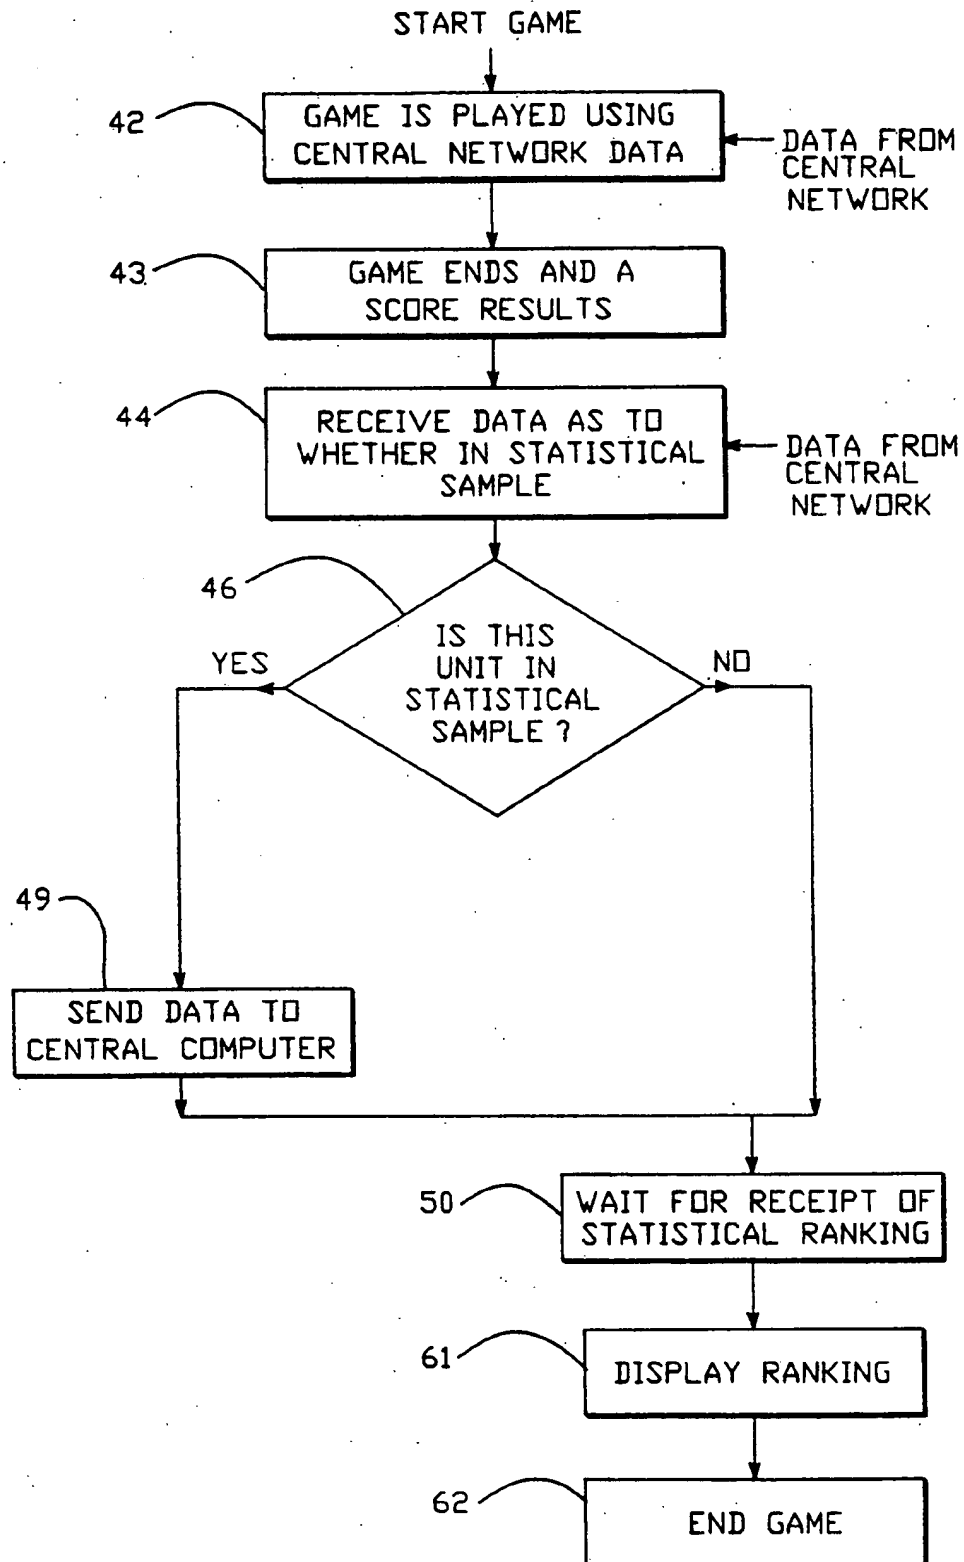 START GAME
42
GAME IS PLAYED USING
CENTRAL NETWORK DATA
DATA FROM
CENTRAL
NETWORK
43
GAME ENDS AND A
SCORE RESULTS
44
RECEIVE DATA AS TO
WHETHER IN STATISTICAL
SAMPLE
DATA FROM
CENTRAL
NETWORK
46
IS THIS
UNIT IN
STATISTICAL
SAMPLE ?
YES
NO
49
SEND DATA TO
CENTRAL COMPUTER
50
WAIT FOR RECEIPT OF
STATISTICAL RANKING
61
DISPLAY RANKING
62
END GAME